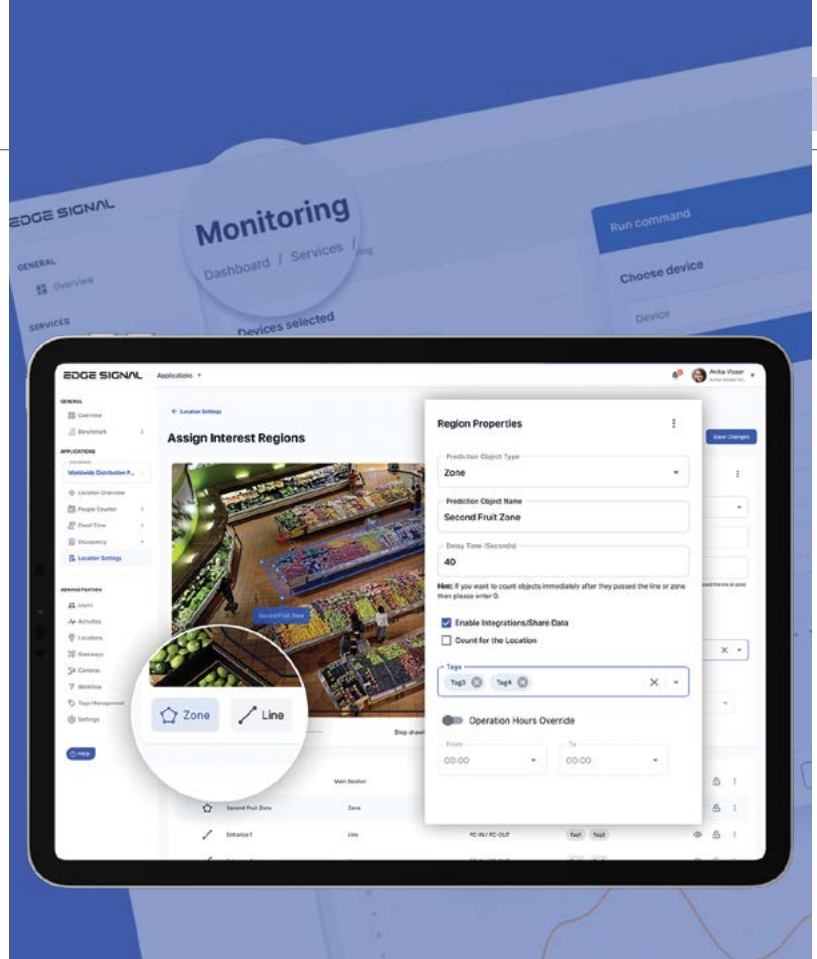 EDGE SIGNAL
Monitoring
Dashboard / Services /
GENERAL
Overview
SERVICES
Devices selected
Run command
Choose device
Device
EDGE SIGNAL
Applications
Anika Visser
GENERAL
Overview
Benchmark
APPLICATIONS
Worldwide Distribution P...
Location Overview
People Counter
Dwell Time
Occupancy
Location Settings
ADMINISTRATION
Users
Activities
Locations
Gateways
Cameras
Workflow
Tags Management
Settings
Help
Location Settings
Assign Interest Regions
Save Changes
Second Fruit Zone
Zone
Line
Region Properties
Prediction Object Type
Zone
Prediction Object Name
Second Fruit Zone
Delay Time (Seconds)
40
Hint: If you want to count objects immediately after they passed the line or zone
then please enter 0.
Enable Integrations/Share Data
Count for the Location
Tags
Tag3
Tag4
Operation Hours Override
From
To
00:00
00:00
Main Section
Second Fruit Zone
Zone
Entrance 1
Line
PC-IN/ PC-OUT
Tag1
Tag2